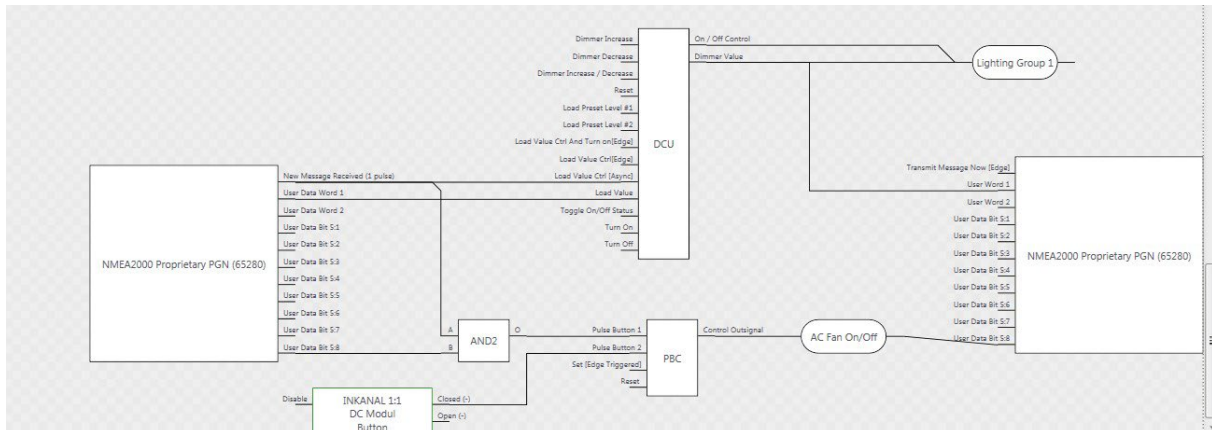 Dimmer Increase
Dimmer Decrease
Dimmer Increase / Decrease
Reset
Load Preset Level #1
Load Preset Level #2
Load Value Ctrl And Turn on[Edge]
Load Value Ctrl[Edge]
Load Value Ctrl [Async]
Load Value
Toggle On/Off Status
Turn On
Turn Off
DCU
On / Off Control
Dimmer Value
Lighting Group 1
NMEA2000 Proprietary PGN (65280)
New Message Received (1 pulse)
User Data Word 1
User Data Word 2
User Data Bit 5:1
User Data Bit 5:2
User Data Bit 5:3
User Data Bit 5:4
User Data Bit 5:5
User Data Bit 5:6
User Data Bit 5:7
User Data Bit 5:8
A
B
AND2
O
Pulse Button 1
Pulse Button 2
Set [Edge Triggered]
Reset
PBC
Control Outsignal
AC Fan On/Off
Transmit Message Now [Edge]
User Word 1
User Word 2
User Data Bit 5:1
User Data Bit 5:2
User Data Bit 5:3
User Data Bit 5:4
User Data Bit 5:5
User Data Bit 5:6
User Data Bit 5:7
User Data Bit 5:8
NMEA2000 Proprietary PGN (65280)
Disable
INKANAL 1:1
DC Modul
Button
Closed (-)
Open (-)